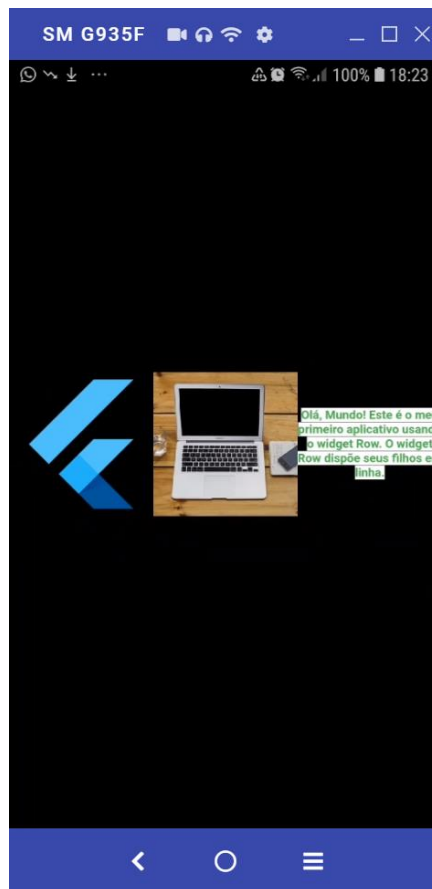 SM G935F
100% 18:23
Olá, Mundo! Este é o me
primeiro aplicativo usand
o widget Row. O widget
Row dispõe seus filhos e
linha.